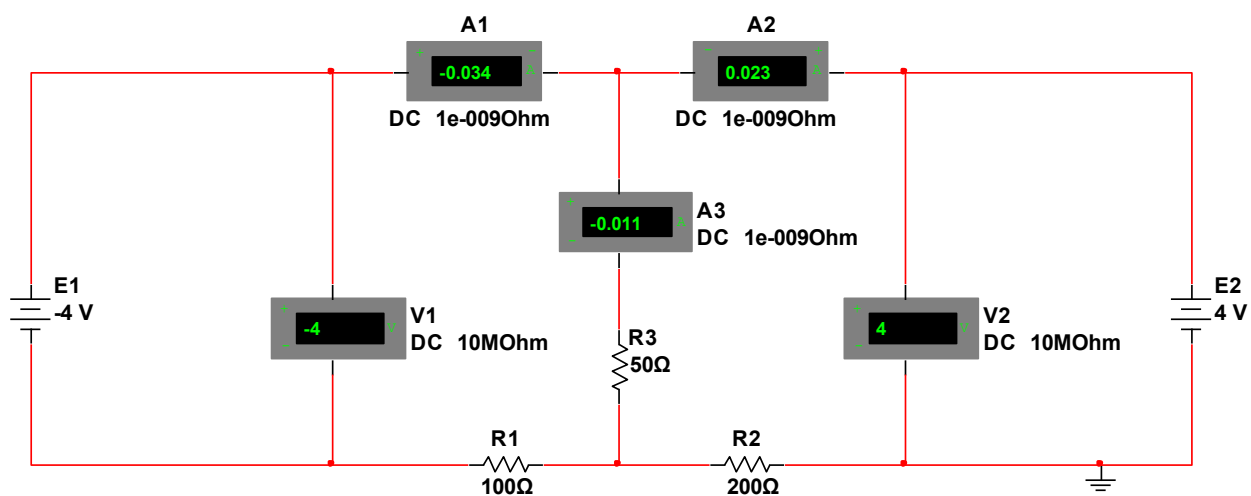 A1
A2
+ -
-0.034 A
DC 1e-009Ohm
- +
0.023 A
DC 1e-009Ohm
+
-0.011 A
-
A3
DC 1e-009Ohm
E1
-4 V
+
-4 V
-
V1
DC 10MOhm
R3
50Ω
+
4 V
-
V2
DC 10MOhm
E2
4 V
R1
100Ω
R2
200Ω